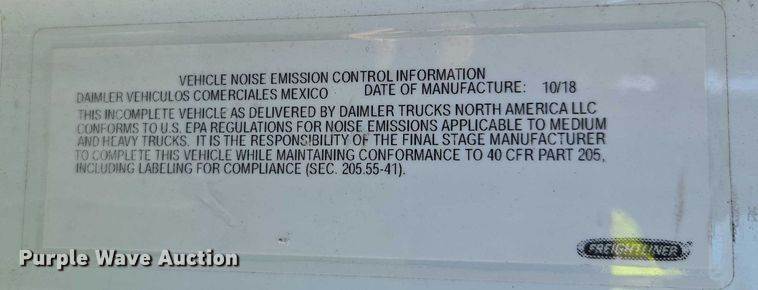 VEHICLE NOISE EMISSION CONTROL INFORMATION
DAIMLER VEHICULOS COMERCIALES MEXICO DATE OF MANUFACTURE: 10/18
THIS INCOMPLETE VEHICLE AS DELIVERED BY DAIMLER TRUCKS NORTH AMERICA LLC
CONFORMS TO U.S. EPA REGULATIONS FOR NOISE EMISSIONS APPLICABLE TO MEDIUM
AND HEAVY TRUCKS. IT IS THE RESPONSIBILITY OF THE FINAL STAGE MANUFACTURER
TO COMPLETE THIS VEHICLE WHILE MAINTAINING CONFORMANCE TO 40 CFR PART 205,
INCLUDING LABELING FOR COMPLIANCE (SEC. 205.55-41).
FREIGHTLINER
Purple Wave Auction